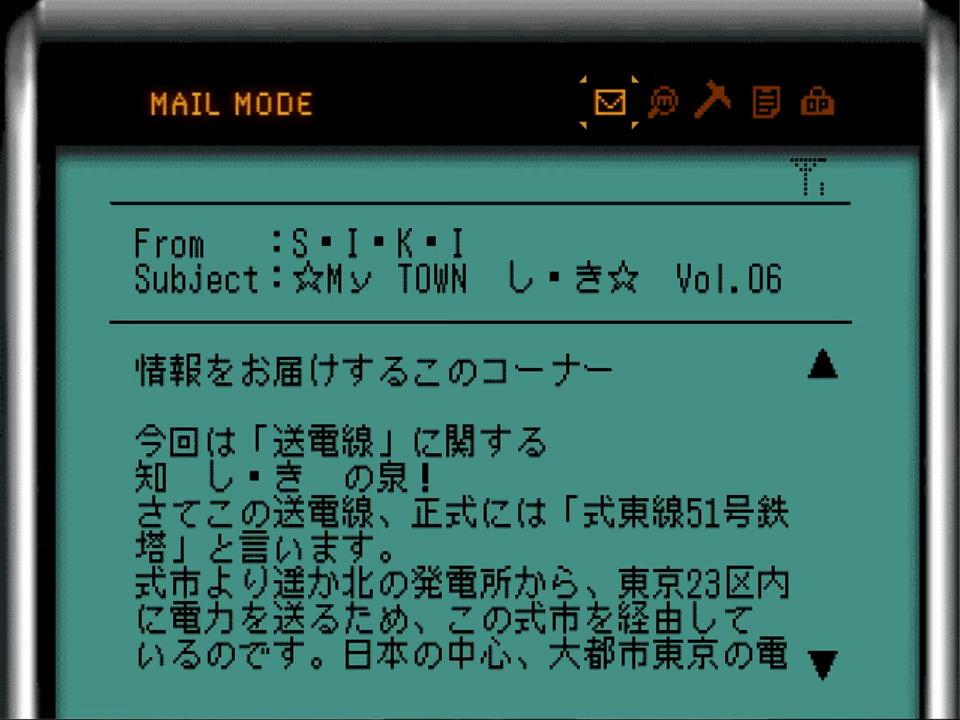 MAIL MODE
From :S・I・K・I
Subject:☆My TOWN し・き☆ Vol.06
情報をお届けするこのコーナー
今回は「送電線」に関する
知 し・き の泉!
さてこの送電線、正式には「式東線51号鉄
塔」と言います。
式市より遥か北の発電所から、東京23区内
に電力を送るため、この式市を経由して
いるのです。日本の中心、大都市東京の電